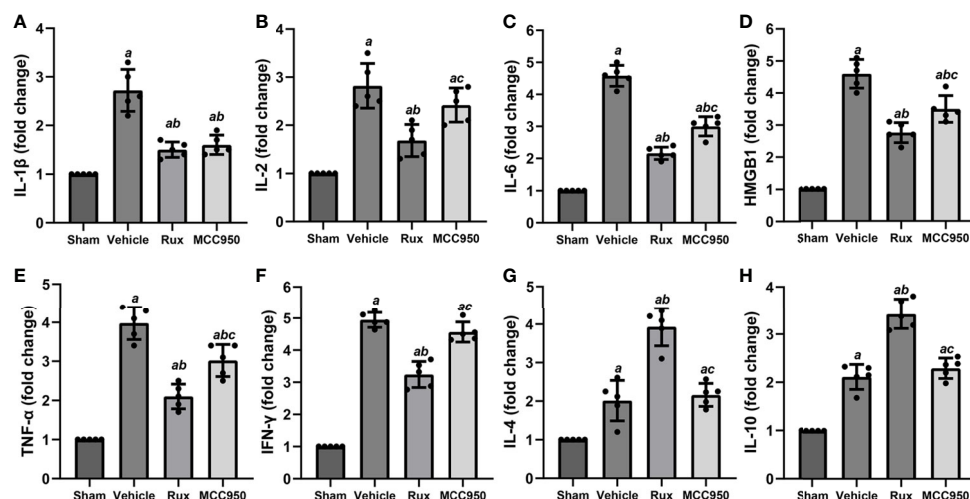 A
IL-1β (fold change)
4
3
2
1
0
a
ab
ab
Sham Vehicle Rux MCC950
B
IL-2 (fold change)
4
3
2
1
0
a
ab
ac
Sham Vehicle Rux MCC950
C
IL-6 (fold change)
6
5
4
3
2
1
0
a
ab
abc
Sham Vehicle Rux MCC950
D
HMGB1 (fold change)
6
5
4
3
2
1
0
a
ab
abc
Sham Vehicle Rux MCC950
E
TNF-α (fold change)
5
4
3
2
1
0
a
ab
abc
Sham Vehicle Rux MCC950
F
IFN-γ (fold change)
6
5
4
3
2
1
0
a
ab
ac
Sham Vehicle Rux MCC950
G
IL-4 (fold change)
5
4
3
2
1
0
a
ab
ac
Sham Vehicle Rux MCC950
H
IL-10 (fold change)
5
4
3
2
1
0
a
ab
ac
Sham Vehicle Rux MCC950